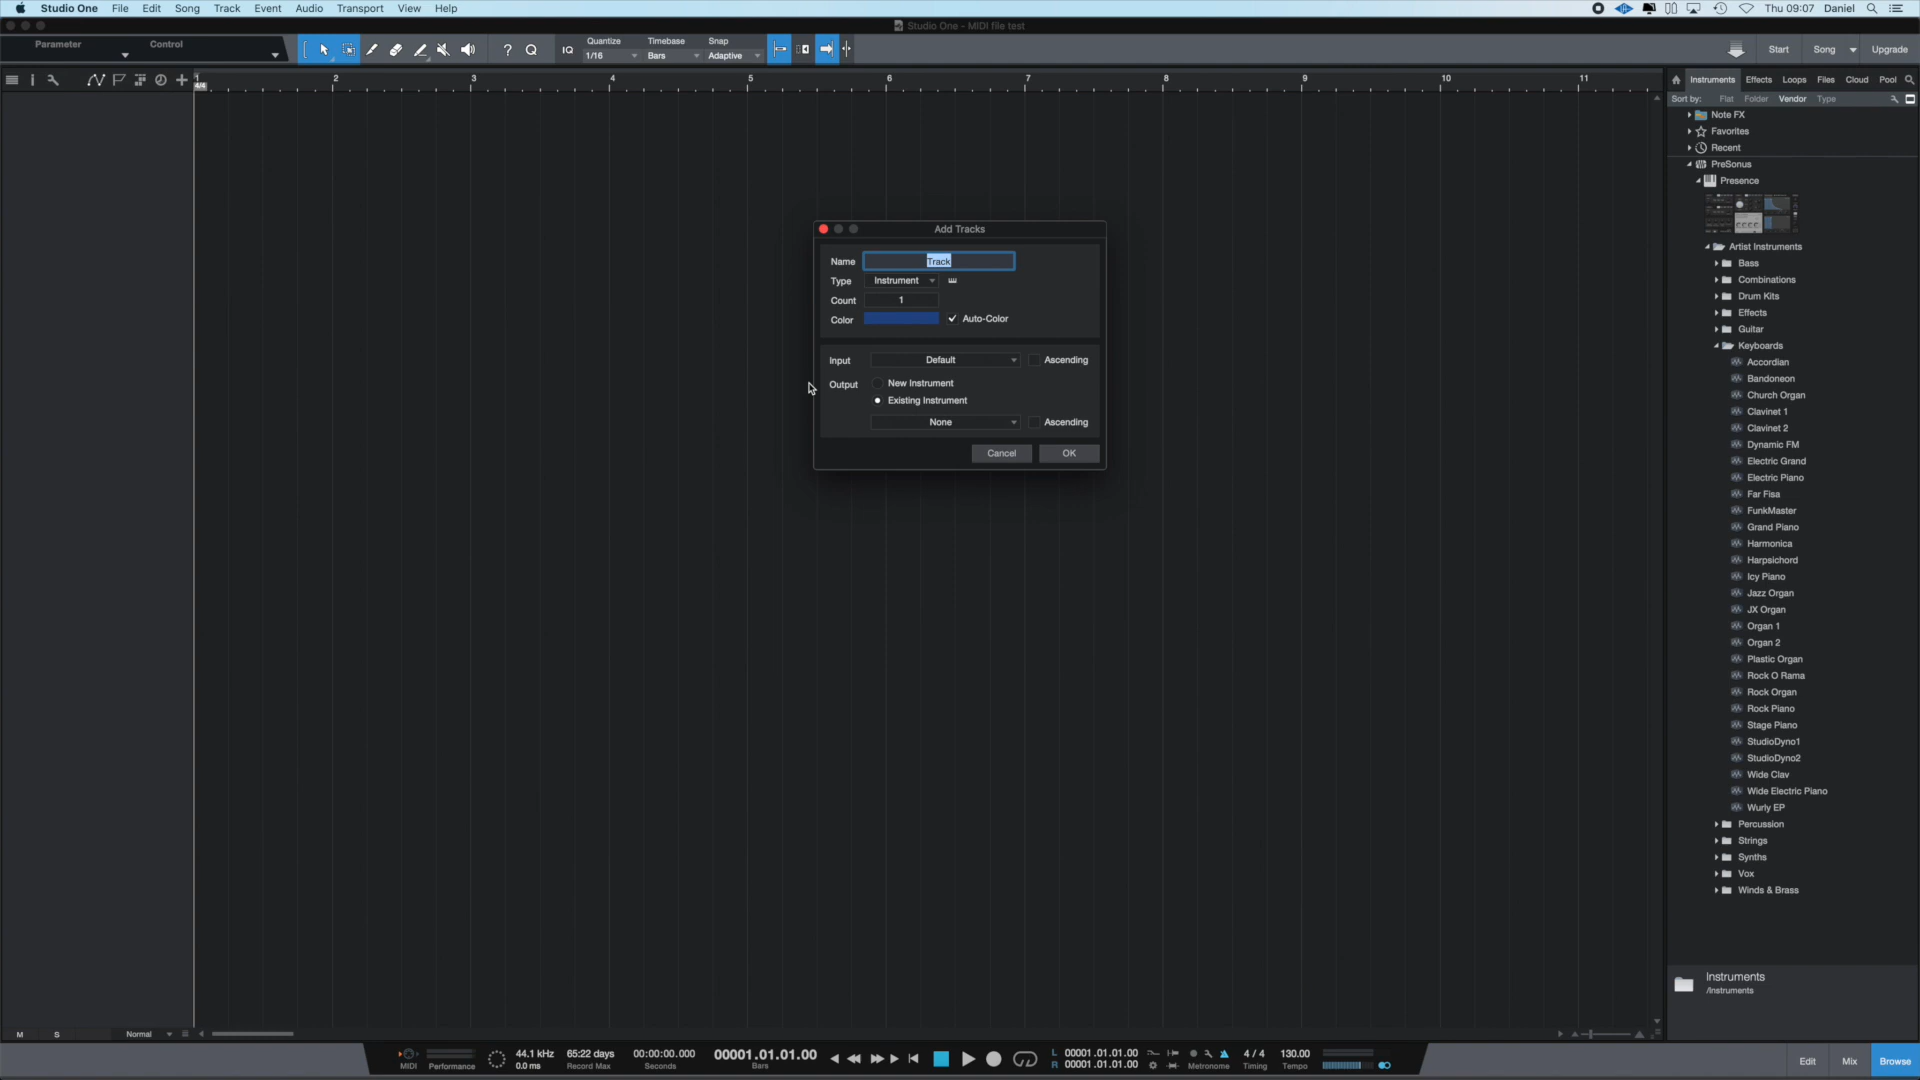 Studio One File Edit Song Track Event Audio Transport View Help
Thu 09:07 Daniel
Studio One - MIDI file test
Parameter Control
? Q IQ
Quantize Timebase Snap
1/16 Bars Adaptive
Start Song Upgrade
1 2 3 4 5 6 7 8 9 10 11
4/4
Instruments Effects Loops Files Cloud Pool
Sort by: Flat Folder Vendor Type
Note FX
Favorites
Recent
PreSonus
Presence
Artist Instruments
Bass
Combinations
Drum Kits
Effects
Guitar
Keyboards
Accordian
Bandoneon
Church Organ
Clavinet 1
Clavinet 2
Dynamic FM
Electric Grand
Electric Piano
Far Fisa
FunkMaster
Grand Piano
Harmonica
Harpsichord
Icy Piano
Jazz Organ
JX Organ
Organ 1
Organ 2
Plastic Organ
Rock O Rama
Rock Organ
Rock Piano
Stage Piano
StudioDyno1
StudioDyno2
Wide Clav
Wide Electric Piano
Wurly EP
Percussion
Strings
Synths
Vox
Winds & Brass
Instruments
/Instruments
Add Tracks
Name Track
Type Instrument
Count 1
Color Auto-Color
Input Default Ascending
Output New Instrument
Existing Instrument
None Ascending
Cancel OK
M S Normal
MIDI Performance
44.1 kHz 65:22 days 00:00:00.000 00001.01.01.00
0.0 ms Record Max Seconds Bars
L 00001.01.01.00
R 00001.01.01.00
Metronome
4 / 4 130.00
Timing Tempo
Edit Mix Browse